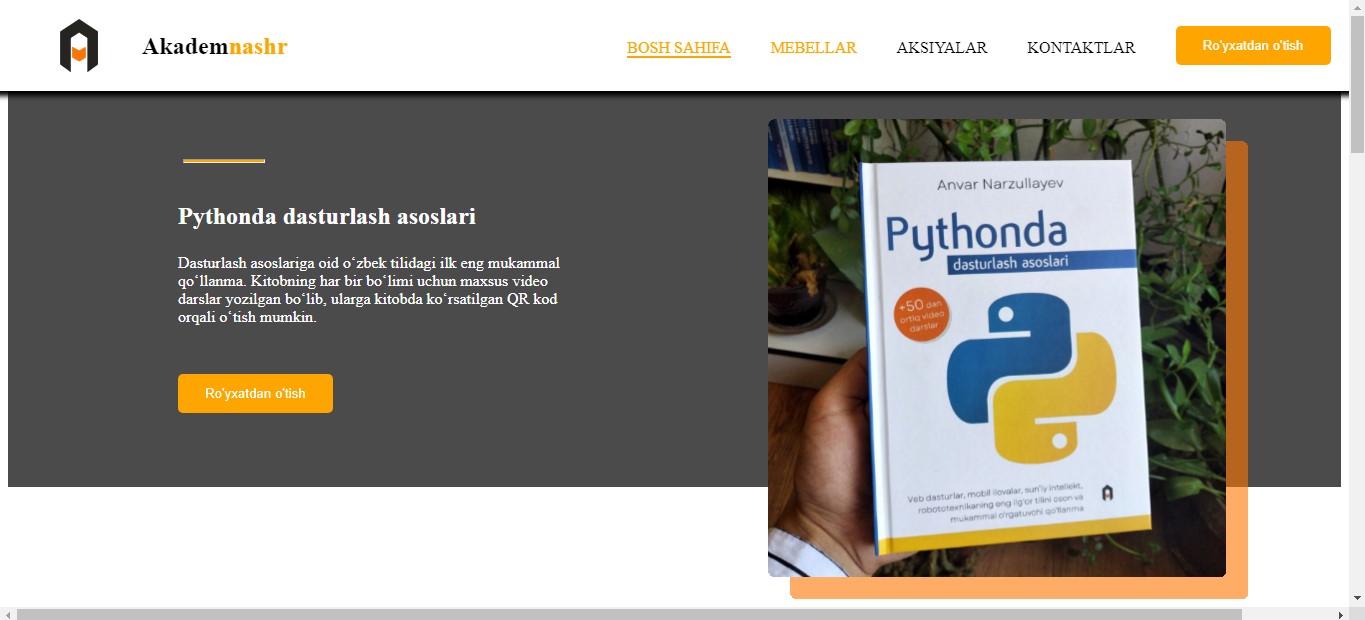 Akademnashr
BOSH SAHIFA
MEBELLAR
AKSIYALAR
KONTAKTLAR
Ro'yxatdan o'tish
Pythonda dasturlash asoslari
Dasturlash asoslariga oid oʻzbek tilidagi ilk eng mukammal
qoʻllanma. Kitobning har bir boʻlimi uchun maxsus video
darslar yozilgan boʻlib, ularga kitobda koʻrsatilgan QR kod
orqali oʻtish mumkin.
Ro'yxatdan o'tish
Anvar Narzullayev
Pythonda
dasturlash asoslari
+50 dan
ortiq video
darslar
Veb dasturlar, mobil ilovalar, sun'iy intellekt,
robototexnikaning eng ilg'or tilini oson va
mukammal o'rgatuvchi qo'llanma